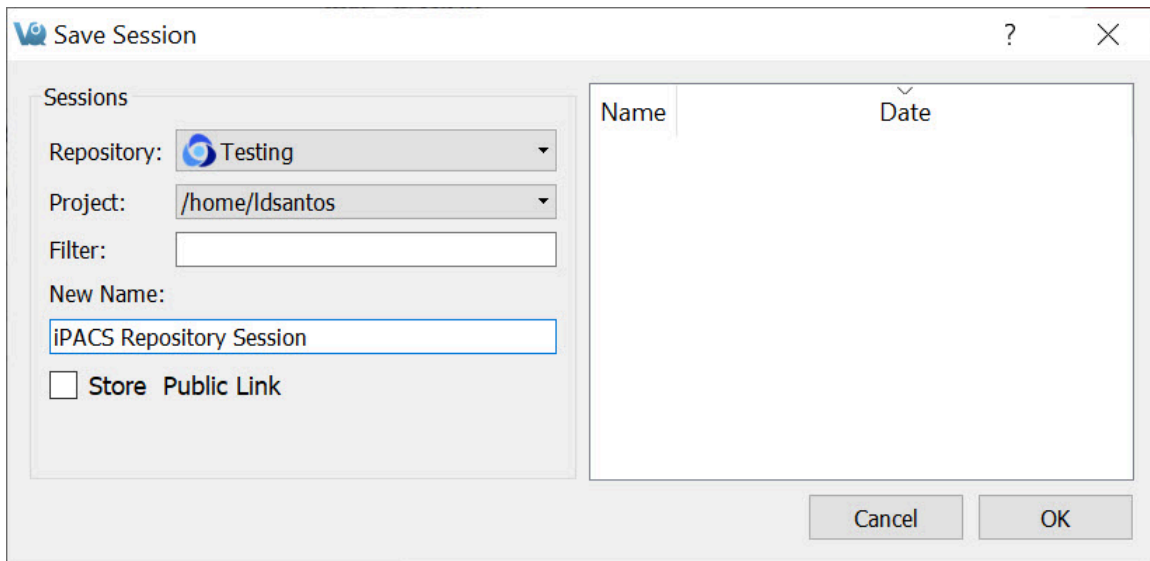 VQ Save Session
?
Sessions
Repository: Testing
Project: /home/ldsantos
Filter:
New Name:
iPACS Repository Session
Store Public Link
Name Date
Cancel OK